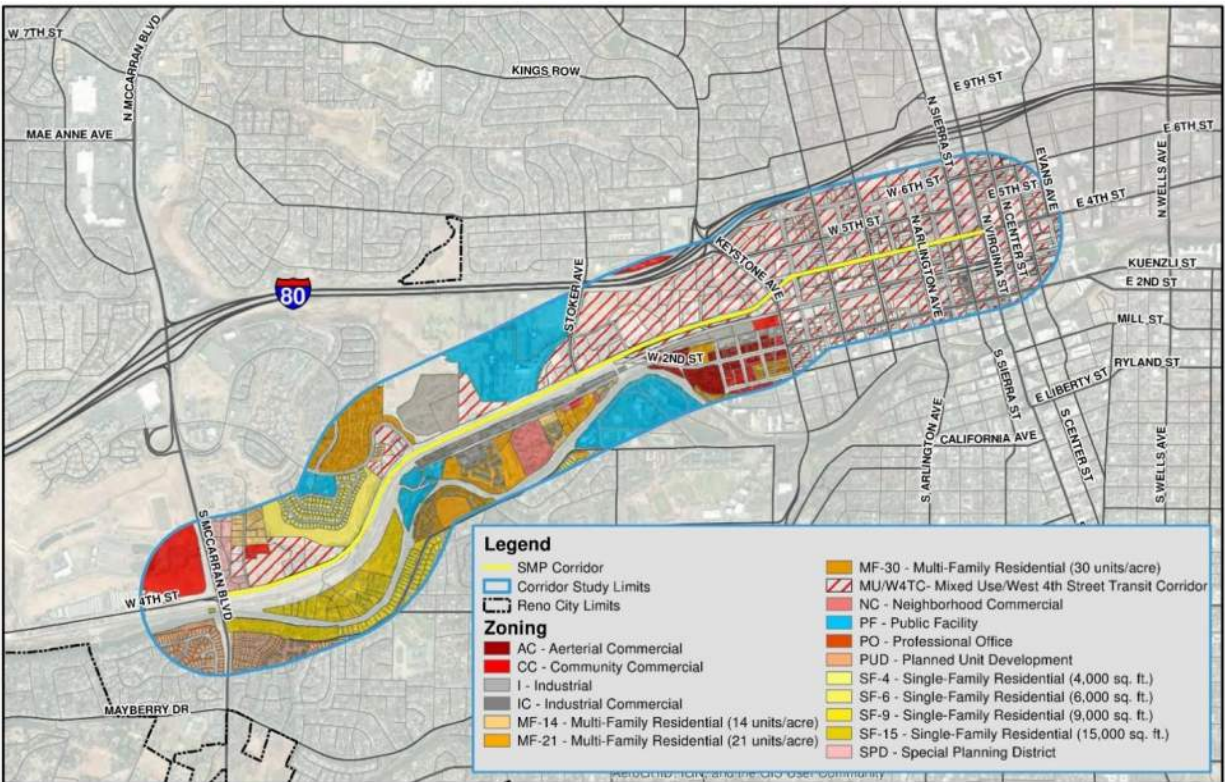 W 7TH ST
N MCCARRAN BLVD
KINGS ROW
MAE ANNE AVE
E 9TH ST
N SIERRA ST
E 6TH ST
EVANS AVE
N WELLS AVE
W 6TH ST
E 5TH ST
E 4TH ST
W 5TH ST
N ARLINGTON AVE
N VIRGINIA ST
N CENTER ST
KEYSTONE AVE
KUENZLI ST
E 2ND ST
80
STOKER AVE
MILL ST
W 2ND ST
RYLAND ST
E LIBERTY ST
S SIERRA ST
S CENTER ST
S ARLINGTON AVE
CALIFORNIA AVE
S WELLS AVE
S MCCARRAN BLVD
W 4TH ST
MAYBERRY DR
Legend
SMP Corridor
Corridor Study Limits
Reno City Limits
Zoning
AC - Aerterial Commercial
CC - Community Commercial
I - Industrial
IC - Industrial Commercial
MF-14 - Multi-Family Residential (14 units/acre)
MF-21 - Multi-Family Residential (21 units/acre)
MF-30 - Multi-Family Residential (30 units/acre)
MU/W4TC- Mixed Use/West 4th Street Transit Corridor
NC - Neighborhood Commercial
PF - Public Facility
PO - Professional Office
PUD - Planned Unit Development
SF-4 - Single-Family Residential (4,000 sq. ft.)
SF-6 - Single-Family Residential (6,000 sq. ft.)
SF-9 - Single-Family Residential (9,000 sq. ft.)
SF-15 - Single-Family Residential (15,000 sq. ft.)
SPD - Special Planning District
AeroGRID, IGN, and the GIS User Community